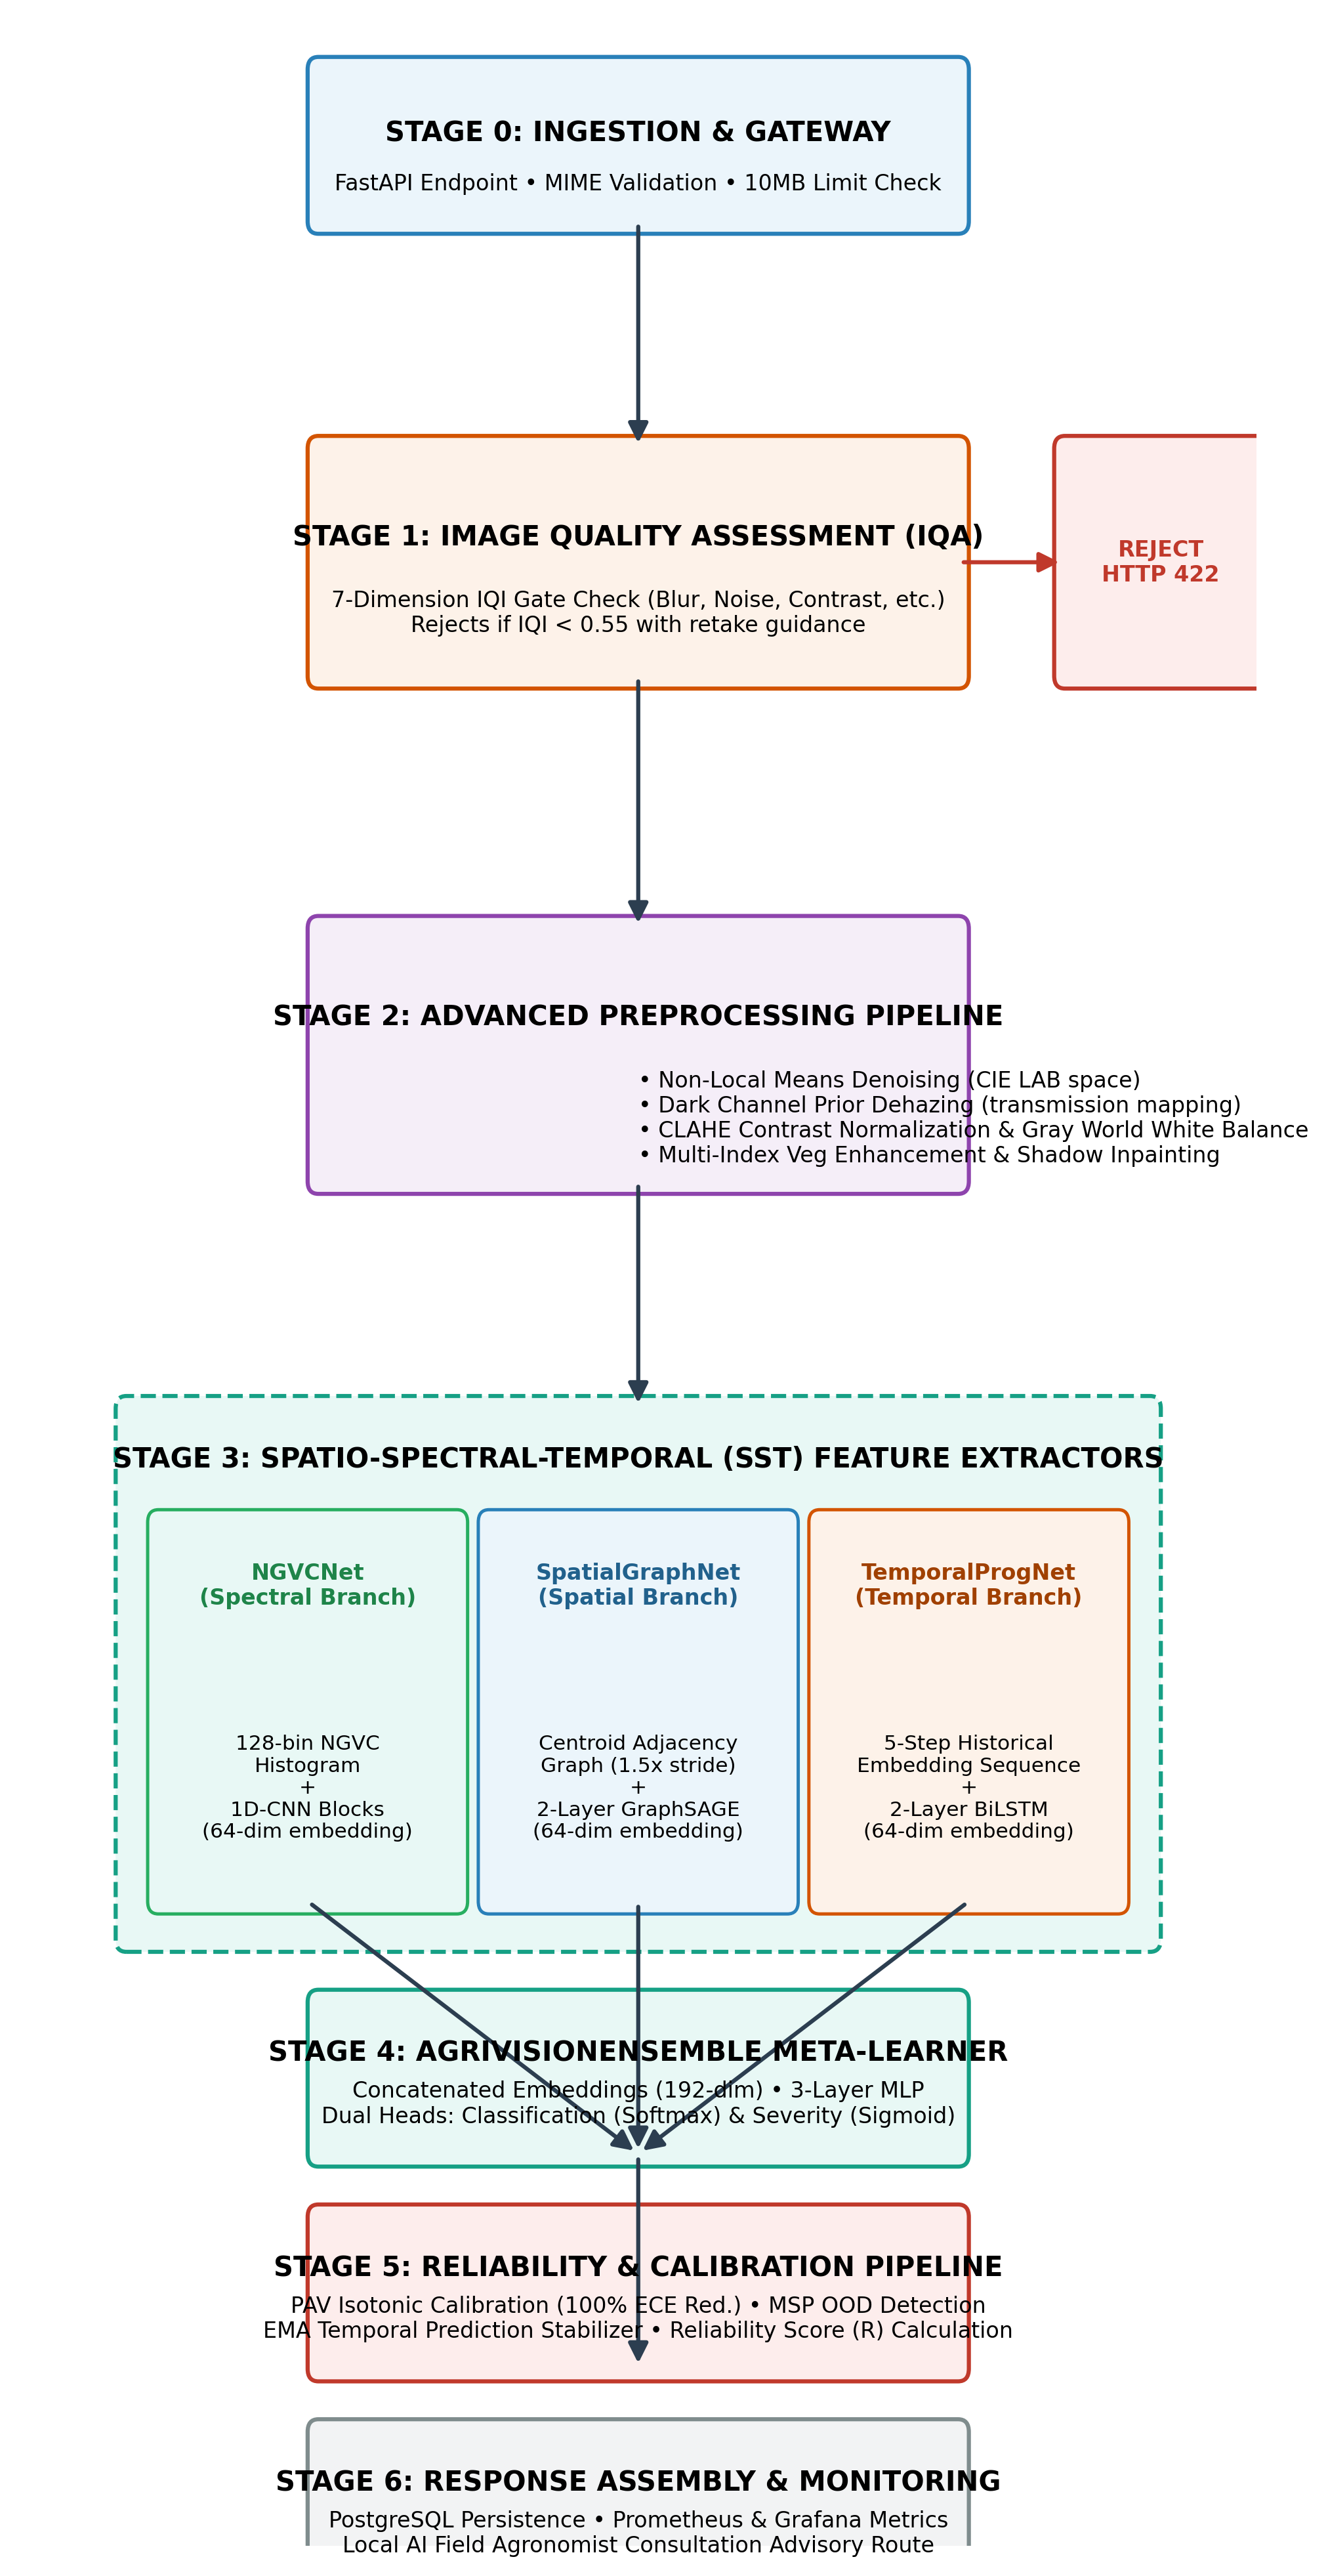 STAGE 0: INGESTION & GATEWAY
FastAPI Endpoint • MIME Validation • 10MB Limit Check
STAGE 1: IMAGE QUALITY ASSESSMENT (IQA)
7-Dimension IQI Gate Check (Blur, Noise, Contrast, etc.)
Rejects if IQI < 0.55 with retake guidance
REJECT
HTTP 422
STAGE 2: ADVANCED PREPROCESSING PIPELINE
• Non-Local Means Denoising (CIE LAB space)
• Dark Channel Prior Dehazing (transmission mapping)
• CLAHE Contrast Normalization & Gray World White Balance
• Multi-Index Veg Enhancement & Shadow Inpainting
STAGE 3: SPATIO-SPECTRAL-TEMPORAL (SST) FEATURE EXTRACTORS
NGVCNet
(Spectral Branch)
128-bin NGVC
Histogram
+
1D-CNN Blocks
(64-dim embedding)
SpatialGraphNet
(Spatial Branch)
Centroid Adjacency
Graph (1.5x stride)
+
2-Layer GraphSAGE
(64-dim embedding)
TemporalProgNet
(Temporal Branch)
5-Step Historical
Embedding Sequence
+
2-Layer BiLSTM
(64-dim embedding)
STAGE 4: AGRIVISIONENSEMBLE META-LEARNER
Concatenated Embeddings (192-dim) • 3-Layer MLP
Dual Heads: Classification (Softmax) & Severity (Sigmoid)
STAGE 5: RELIABILITY & CALIBRATION PIPELINE
PAV Isotonic Calibration (100% ECE Red.) • MSP OOD Detection
EMA Temporal Prediction Stabilizer • Reliability Score (R) Calculation
STAGE 6: RESPONSE ASSEMBLY & MONITORING
PostgreSQL Persistence • Prometheus & Grafana Metrics
Local AI Field Agronomist Consultation Advisory Route